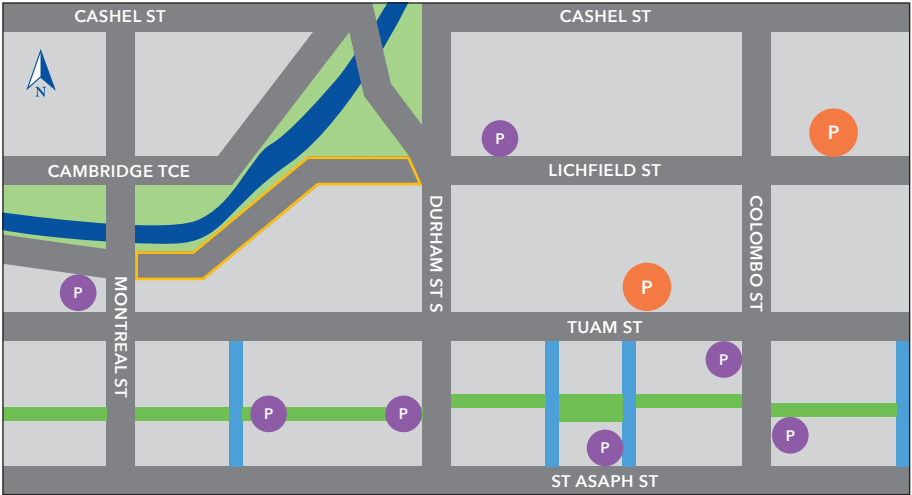 CASHEL ST
CASHEL ST
N
P
P
CAMBRIDGE TCE
LICHFIELD ST
DURHAM ST S
COLOMBO ST
MONTREAL ST
P
P
TUAM ST
P
P
P
P
P
ST ASAPH ST